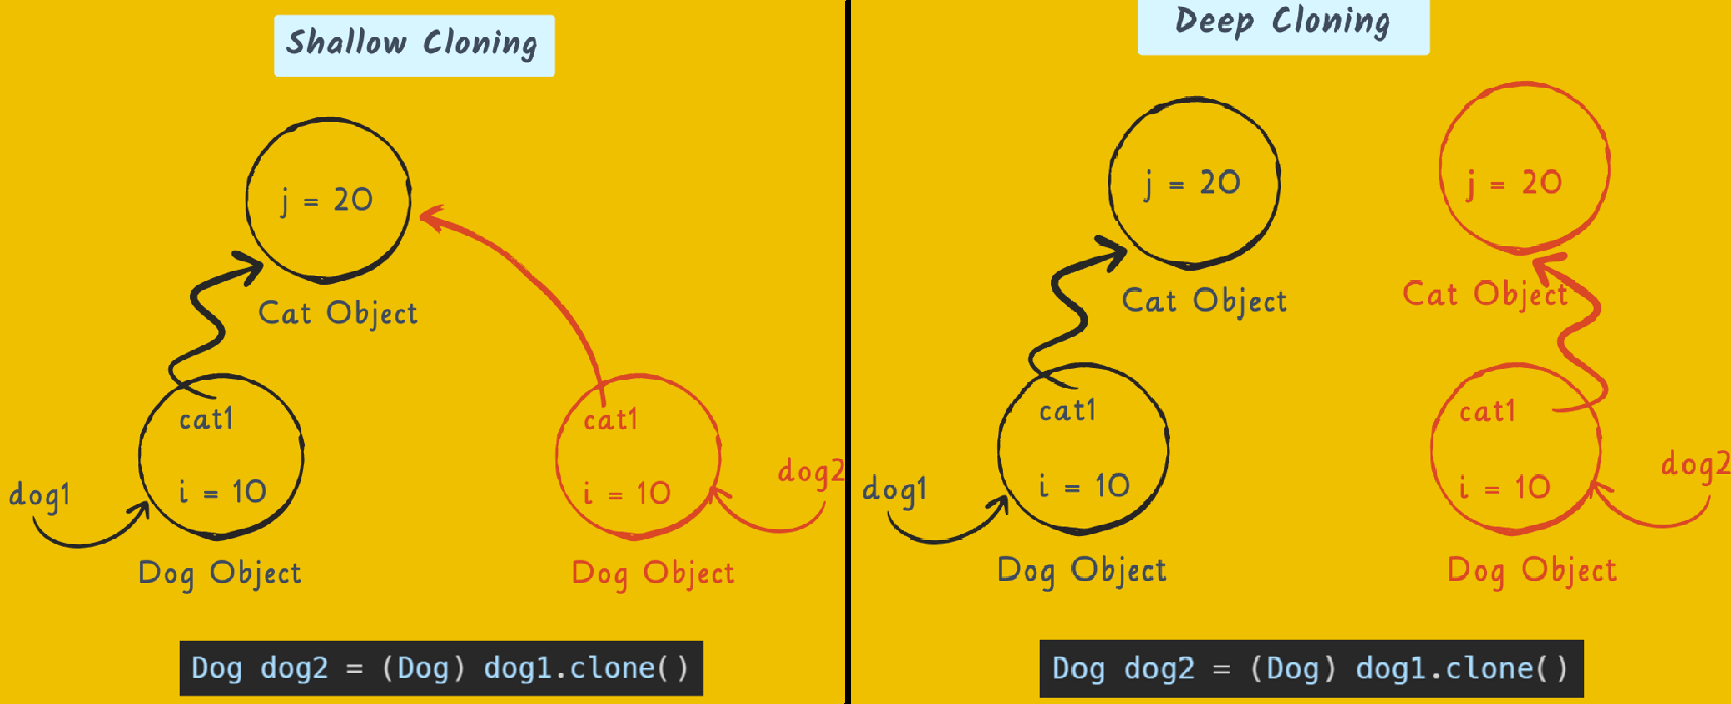 Shallow Cloning
j = 20
Cat Object
cat1
i = 10
dog1
Dog Object
cat1
i = 10
dog2
Dog Object
Dog dog2 = (Dog) dog1.clone()
Deep Cloning
j = 20
Cat Object
j = 20
Cat Object
cat1
i = 10
dog1
Dog Object
cat1
i = 10
dog2
Dog Object
Dog dog2 = (Dog) dog1.clone()